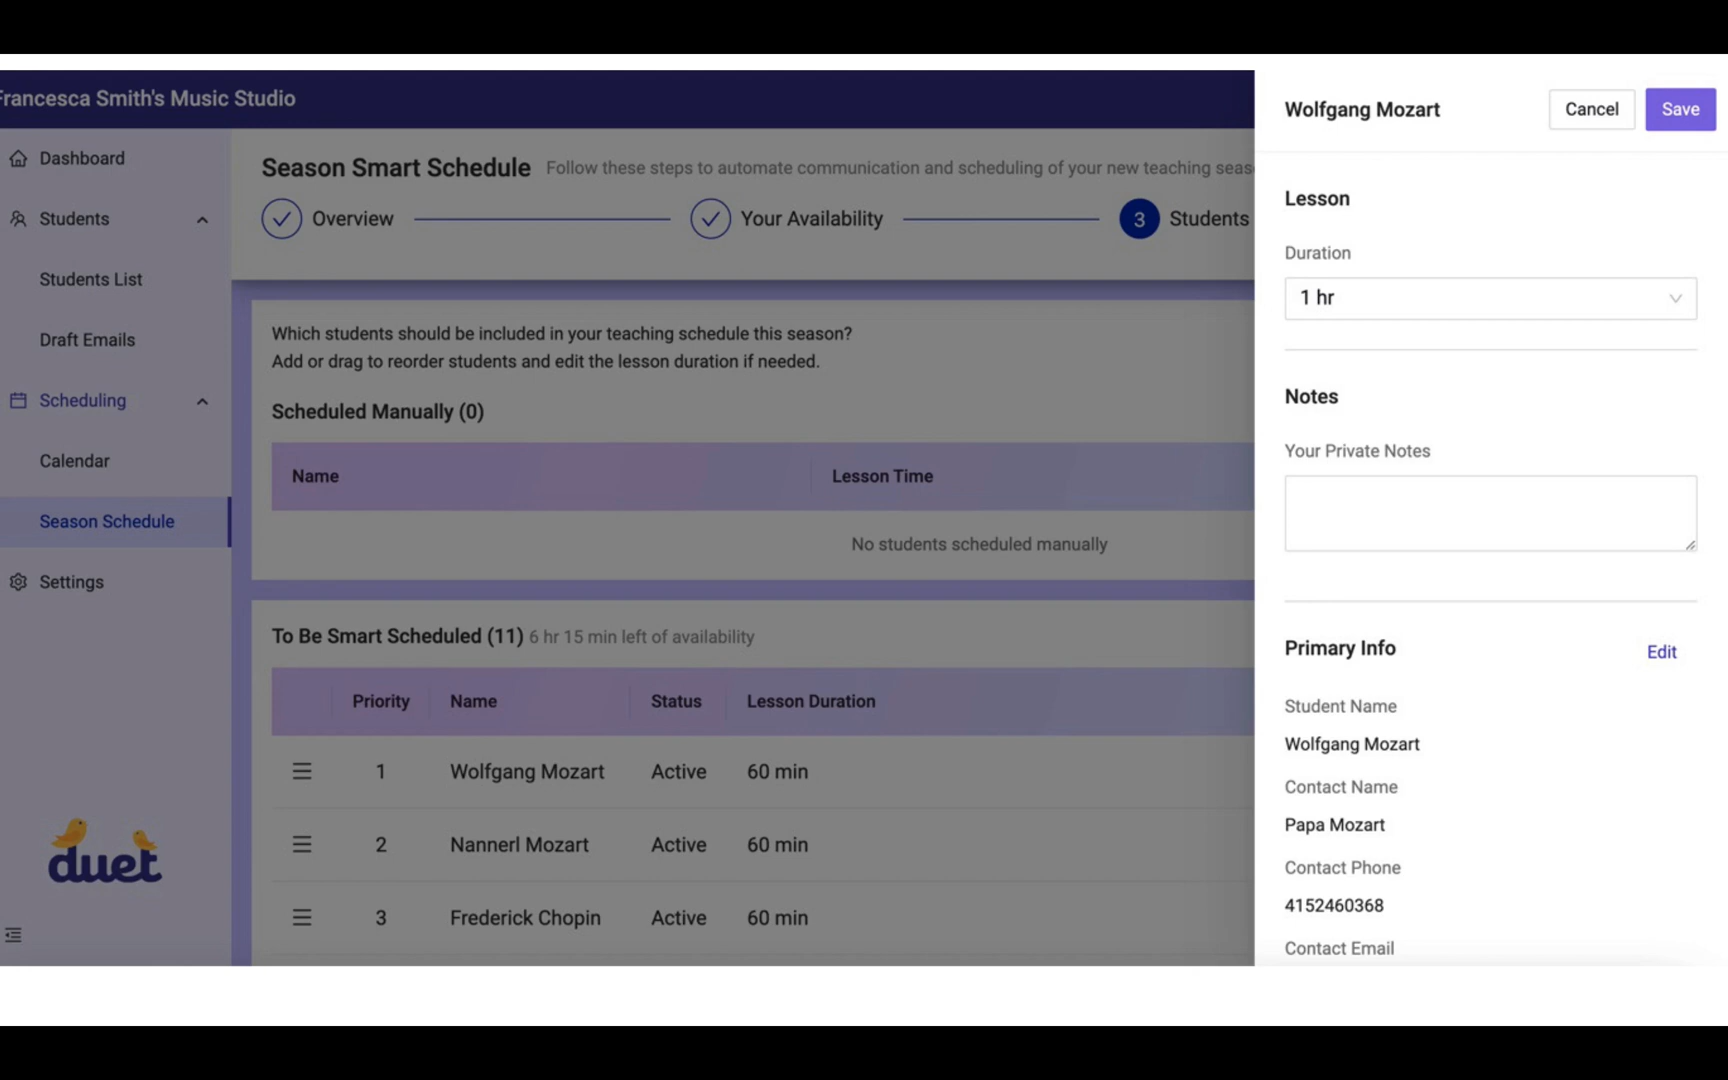 Francesca Smith's Music Studio
Dashboard
Students
Students List
Draft Emails
Scheduling
Calendar
Season Schedule
Settings
duet
Season Smart Schedule Follow these steps to automate communication and scheduling of your new teaching seas
Overview
Your Availability
3 Students
Which students should be included in your teaching schedule this season?
Add or drag to reorder students and edit the lesson duration if needed.
Scheduled Manually (0)
Name Lesson Time
No students scheduled manually
To Be Smart Scheduled (11) 6 hr 15 min left of availability
Priority Name Status Lesson Duration
1 Wolfgang Mozart Active 60 min
2 Nannerl Mozart Active 60 min
3 Frederick Chopin Active 60 min
Wolfgang Mozart Cancel Save
Lesson
Duration
1 hr
Notes
Your Private Notes
Primary Info Edit
Student Name
Wolfgang Mozart
Contact Name
Papa Mozart
Contact Phone
4152460368
Contact Email